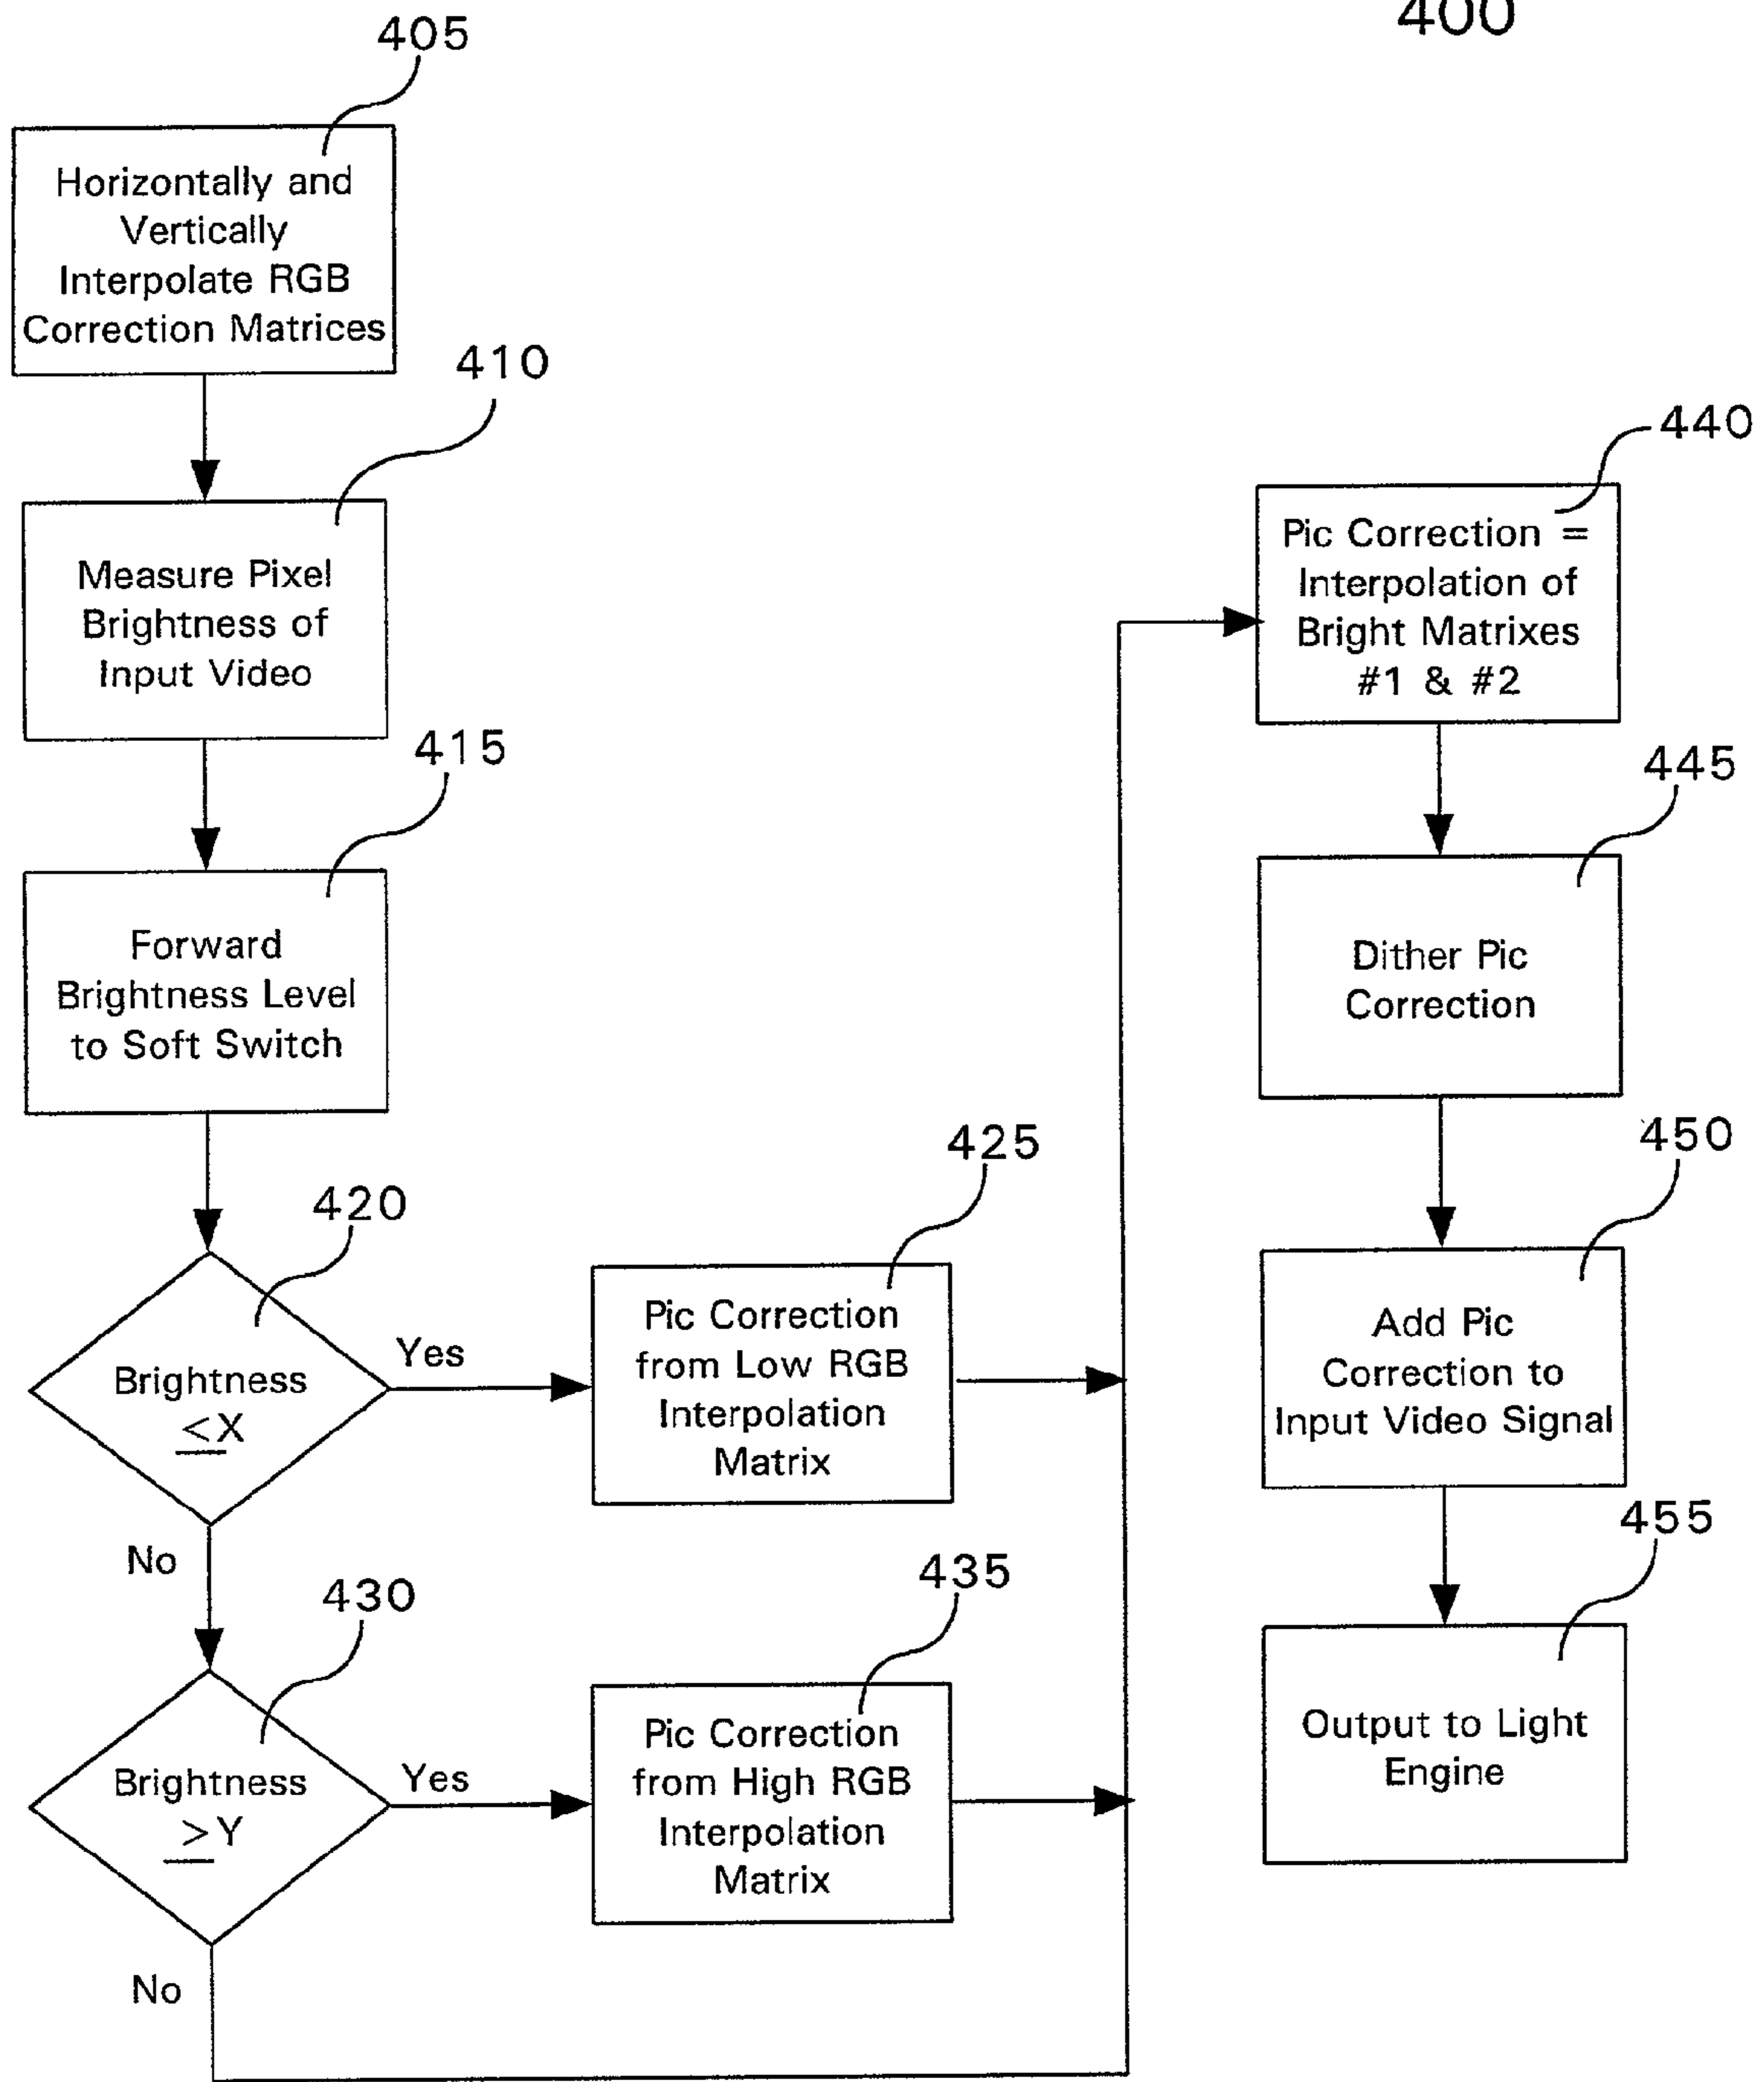 400
405
Horizontally and
Vertically
Interpolate RGB
Correction Matrices
410
Measure Pixel
Brightness of
Input Video
415
Forward
Brightness Level
to Soft Switch
420
Brightness
≤X
Yes
No
425
Pic Correction
from Low RGB
Interpolation
Matrix
430
Brightness
≥Y
Yes
No
435
Pic Correction
from High RGB
Interpolation
Matrix
440
Pic Correction =
Interpolation of
Bright Matrixes
#1 & #2
445
Dither Pic
Correction
450
Add Pic
Correction to
Input Video Signal
455
Output to Light
Engine